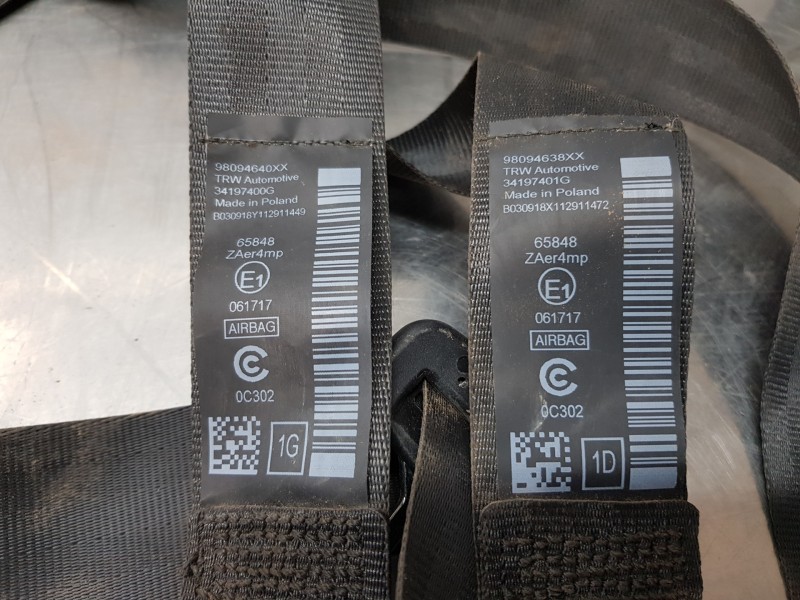 98094640XX
TRW Automotive
34197400G
Made in Poland
B030918Y112911449
65848
ZAer4mp
E1
061717
AIRBAG
0C302
1G
98094638XX
TRW Automotive
34197401G
Made in Poland
B030918X112911472
65848
ZAer4mp
E1
061717
AIRBAG
0C302
1D